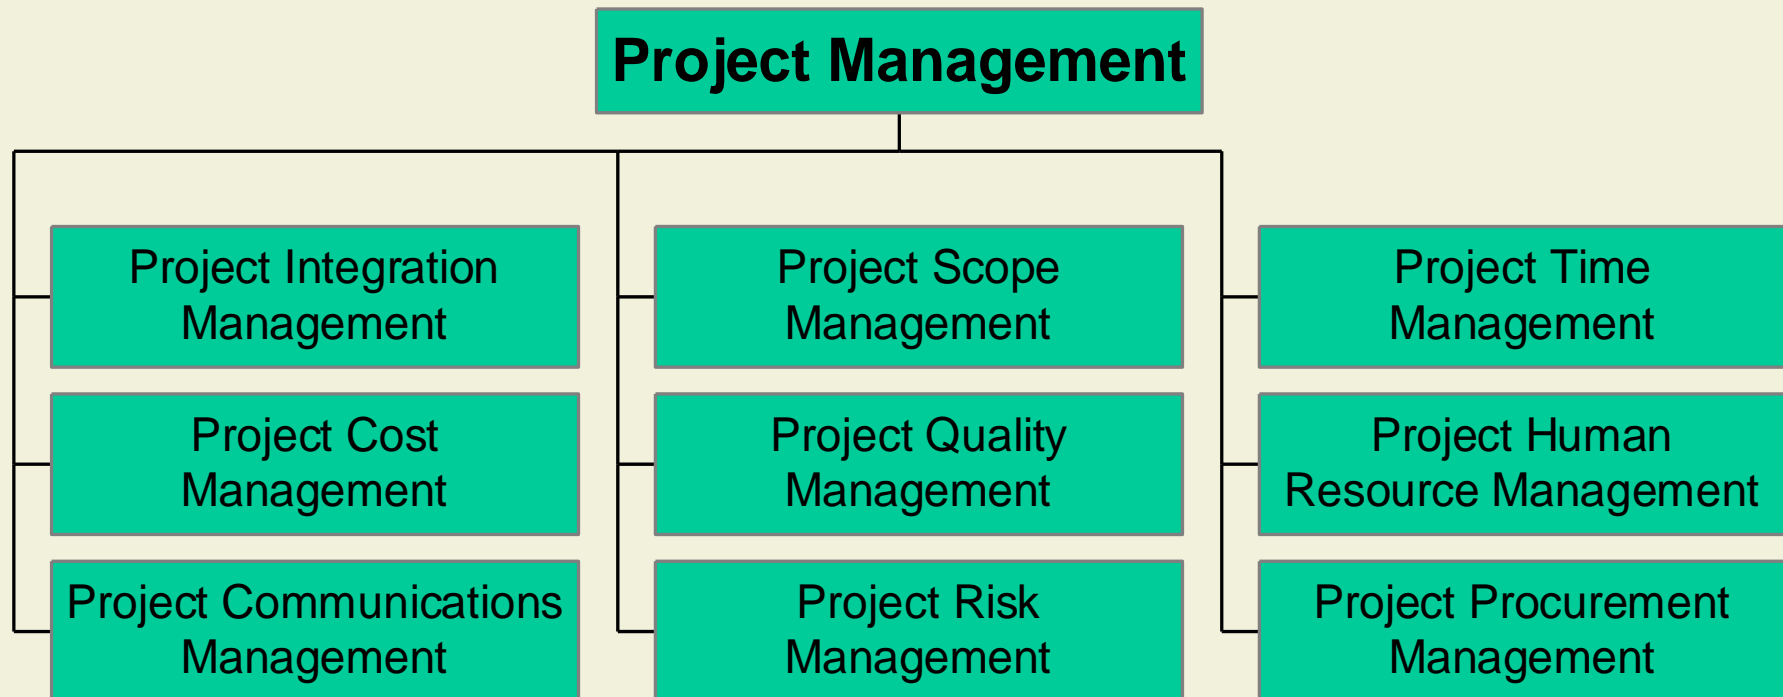 Project Management
Project Integration
Management
Project Scope
Management
Project Time
Management
Project Cost
Management
Project Quality
Management
Project Human
Resource Management
Project Communications
Management
Project Risk
Management
Project Procurement
Management